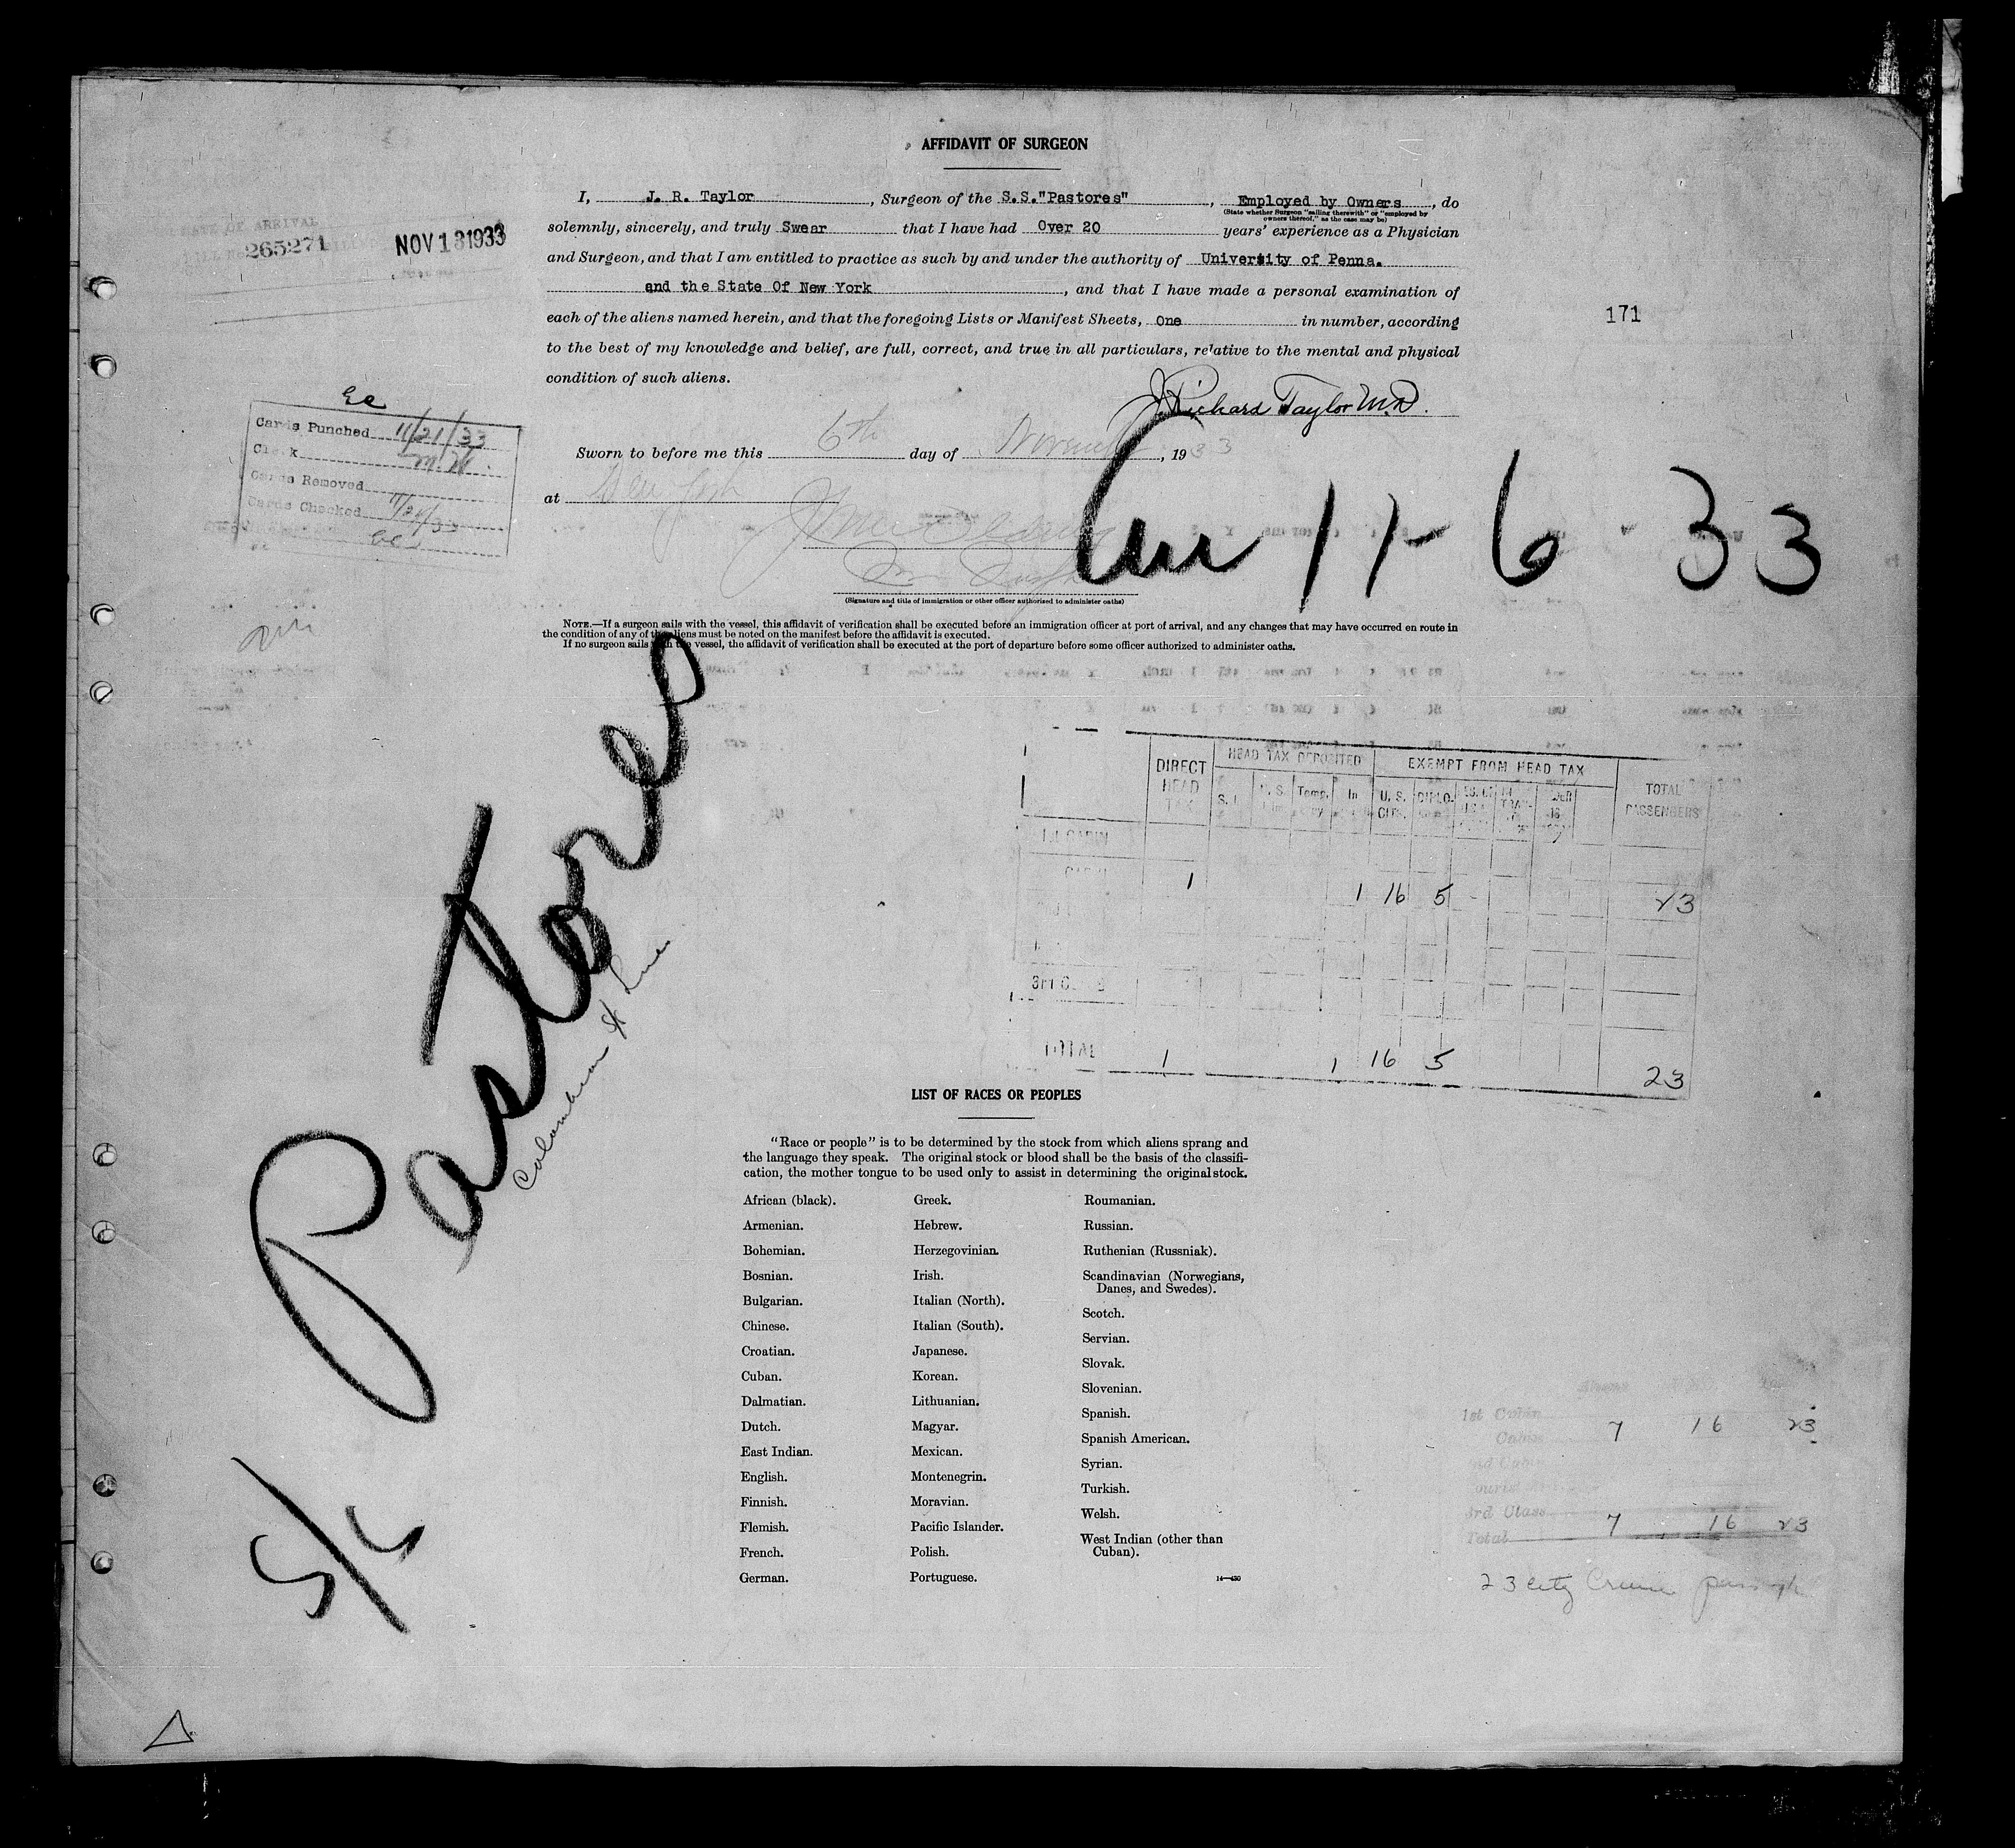 AFFIDAVIT OF SURGEON
I, J. R. Taylor, Surgeon of the S.S."Pastores", Employed by Owners, do
(State whether Surgeon "sailing therewith" or "employed by
owners thereof," as the case may be)
solemnly, sincerely, and truly Swear that I have had Over 20 years' experience as a Physician
and Surgeon, and that I am entitled to practice as such by and under the authority of University of Penna.
and the State Of New York, and that I have made a personal examination of
each of the aliens named herein, and that the foregoing Lists or Manifest Sheets, One in number, according
to the best of my knowledge and belief, are full, correct, and true in all particulars, relative to the mental and physical
condition of such aliens.
DATE OF ARRIVAL
265271
NOV 13 1933
171
J. Richard Taylor M.D.
Sworn to before me this 6th day of November, 1933
at New York
(Signature and title of immigration or other officer authorized to administer oaths)
Cards Punched 11/21/33
Clerk M.W.
Cards Removed
Cards Checked 11/24/33
11-6-33
NOTE.—If a surgeon sails with the vessel, this affidavit of verification shall be executed before an immigration officer at port of arrival, and any changes that may have occurred en route in
the condition of any of the aliens must be noted on the manifest before the affidavit is executed.
If no surgeon sails with the vessel, the affidavit of verification shall be executed at the port of departure before some officer authorized to administer oaths.
S/S Pastores
Columbian SS Line
DIRECT HEAD TAX
HEAD TAX DEPOSITED
EXEMPT FROM HEAD TAX
TOTAL PASSENGERS
U. S. CITS.
DIPLO.
1st CABIN
1 1 16 5 23
TOTAL 1 1 16 5 23
LIST OF RACES OR PEOPLES
"Race or people" is to be determined by the stock from which aliens sprang and
the language they speak. The original stock or blood shall be the basis of the classifi-
cation, the mother tongue to be used only to assist in determining the original stock.
African (black).
Armenian.
Bohemian.
Bosnian.
Bulgarian.
Chinese.
Croatian.
Cuban.
Dalmatian.
Dutch.
East Indian.
English.
Finnish.
Flemish.
French.
German.
Greek.
Hebrew.
Herzegovinian.
Irish.
Italian (North).
Italian (South).
Japanese.
Korean.
Lithuanian.
Magyar.
Mexican.
Montenegrin.
Moravian.
Pacific Islander.
Polish.
Portuguese.
Roumanian.
Russian.
Ruthenian (Russniak).
Scandinavian (Norwegians,
Danes, and Swedes).
Scotch.
Servian.
Slovak.
Slovenian.
Spanish.
Spanish American.
Syrian.
Turkish.
Welsh.
West Indian (other than
Cuban).
14—430
1st Cabin
Cabin 7 16 23
3rd Class
Total 7 16 23
23